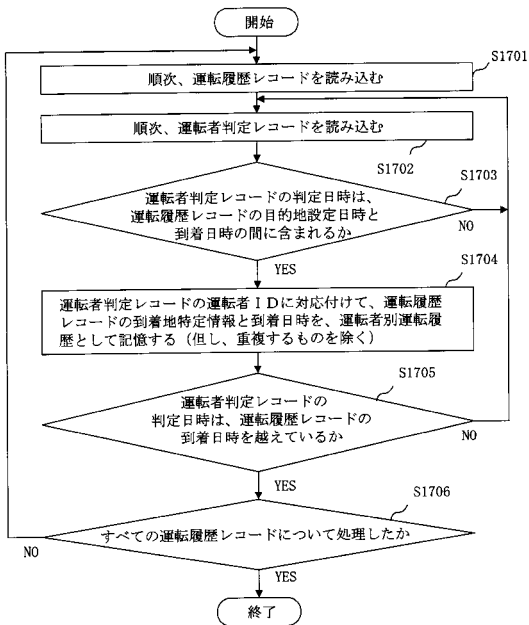 開始
S1701
順次、運転履歴レコードを読み込む
順次、運転者判定レコードを読み込む
S1702
S1703
運転者判定レコードの判定日時は、
運転履歴レコードの目的地設定日時と
到着日時の間に含まれるか
NO
YES
S1704
運転者判定レコードの運転者IDに対応付けて、運転履歴
レコードの到着地特定情報と到着日時を、運転者別運転履
歴として記憶する（但し、重複するものを除く）
S1705
運転者判定レコードの
判定日時は、運転履歴レコードの
到着日時を越えているか
NO
YES
S1706
すべての運転履歴レコードについて処理したか
NO
YES
終了